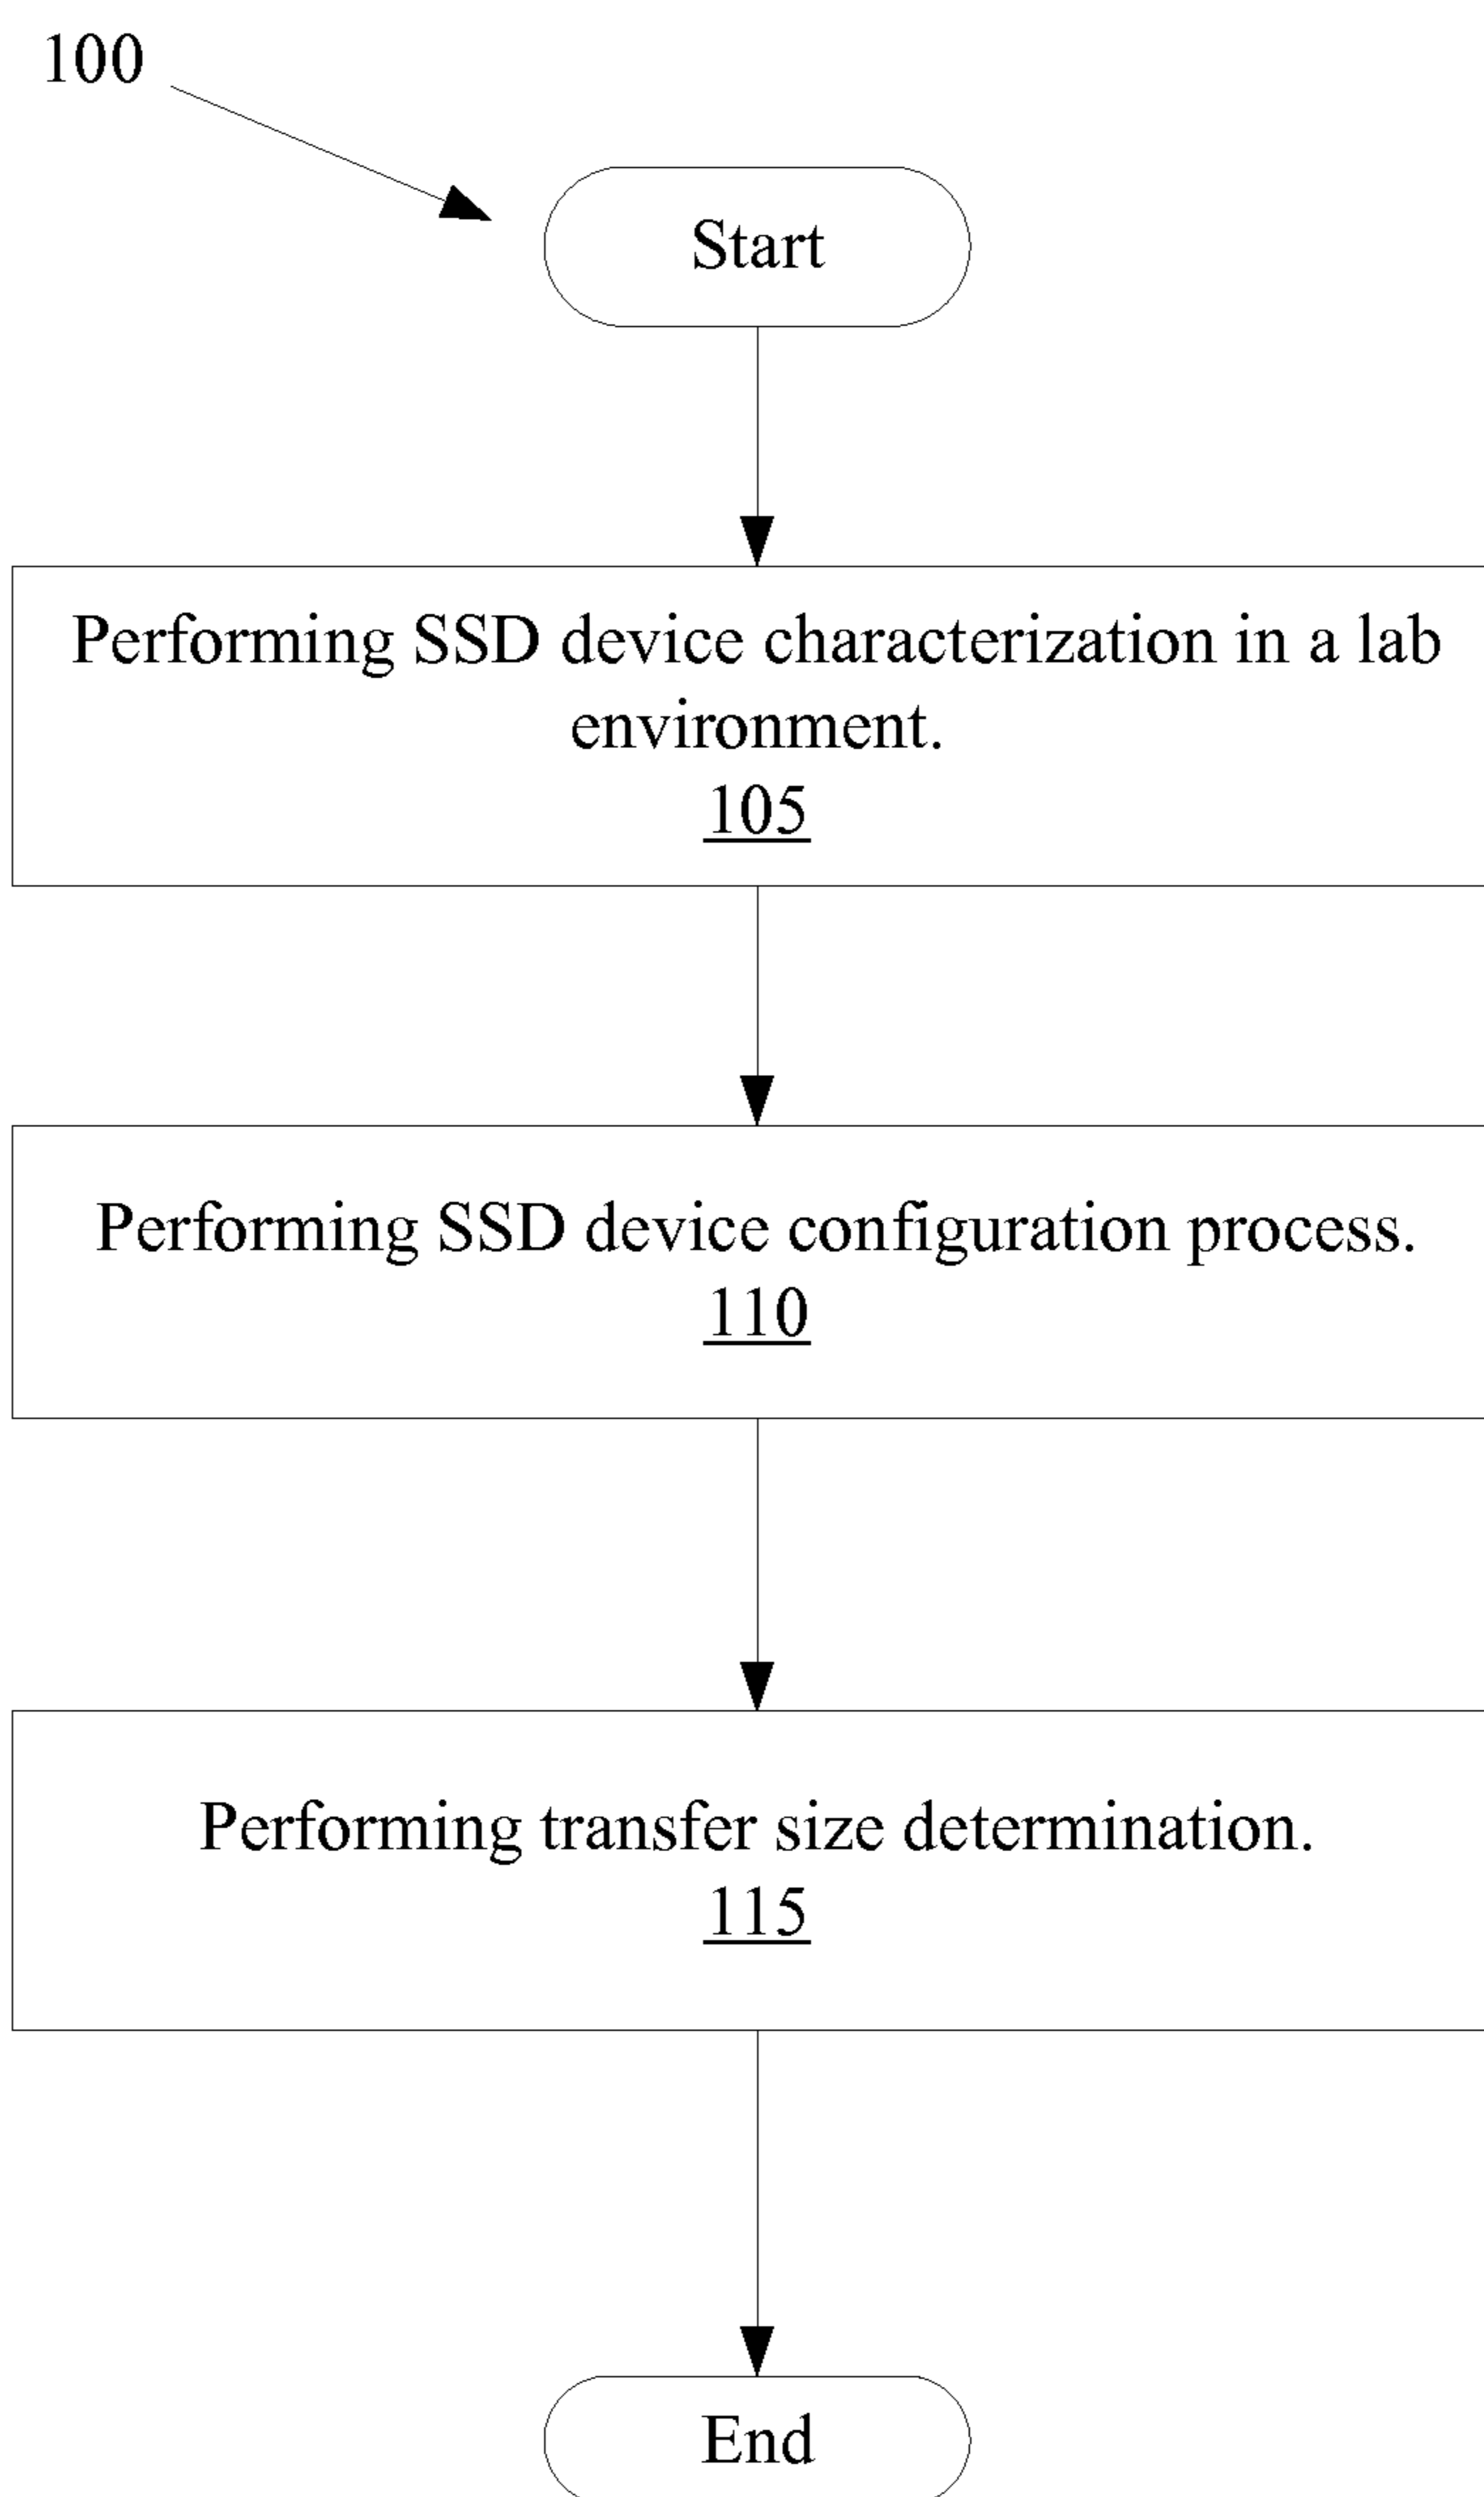 100
Start
Performing SSD device characterization in a lab
environment.
105
Performing SSD device configuration process.
110
Performing transfer size determination.
115
End